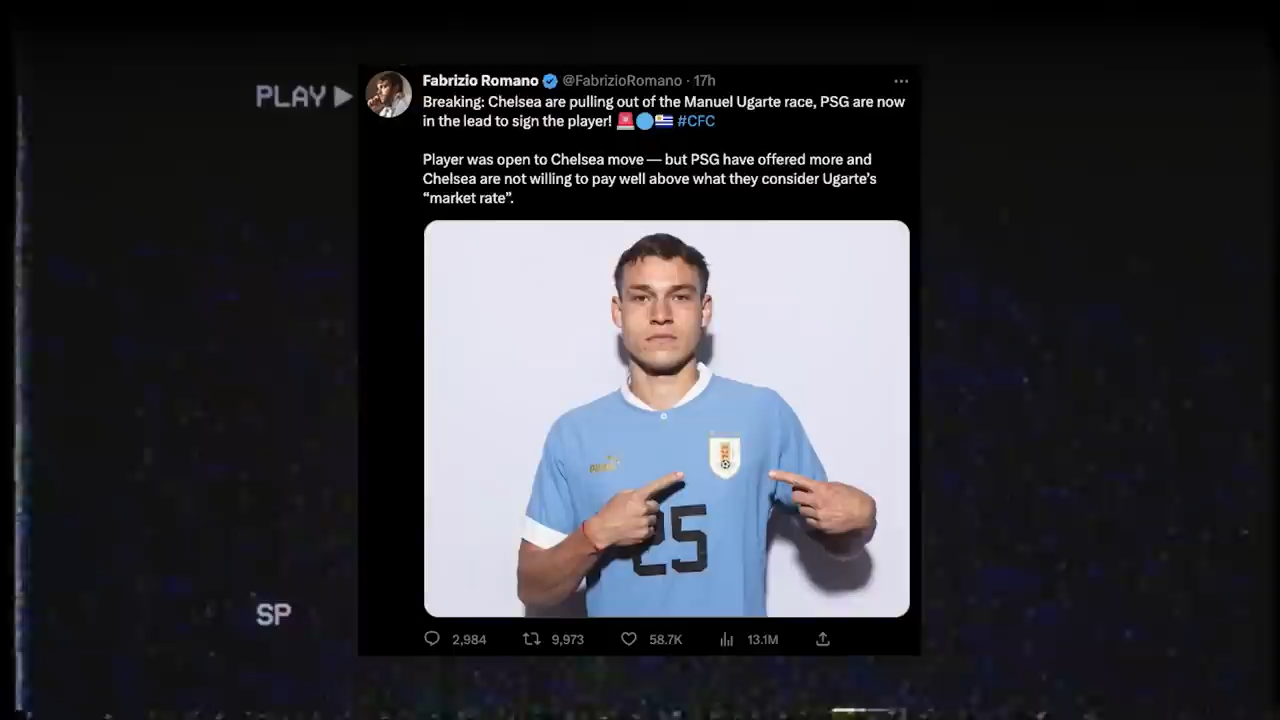 PLAY
Fabrizio Romano @FabrizioRomano · 17h
Breaking: Chelsea are pulling out of the Manuel Ugarte race, PSG are now
in the lead to sign the player! 🚨🔵🇺🇾 #CFC
Player was open to Chelsea move — but PSG have offered more and
Chelsea are not willing to pay well above what they consider Ugarte's
“market rate”.
PUMA
25
SP
2,984 9,973 58.7K 13.1M